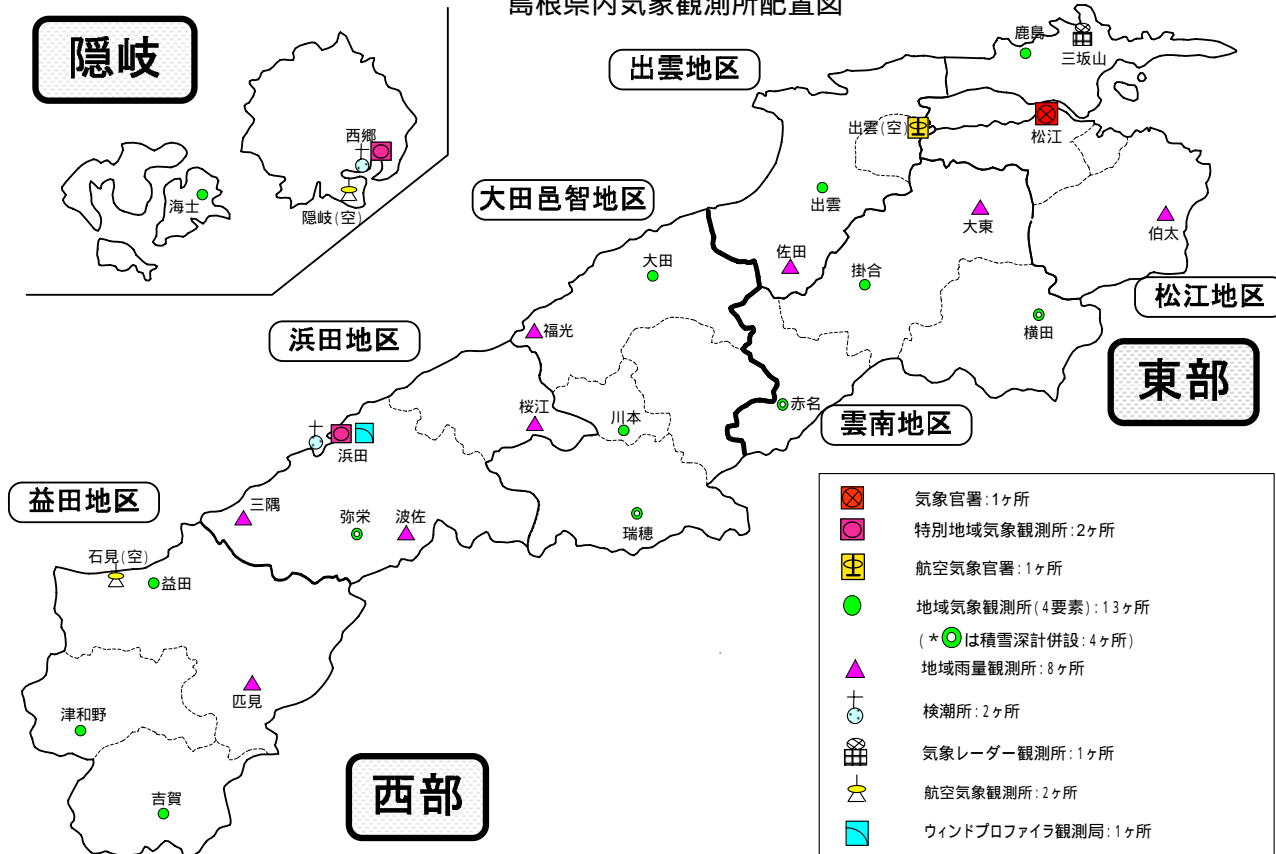 島根県内気象観測所配置図
隠岐
西郷
海士
隠岐(空)
出雲地区
鹿島
三坂山
出雲(空)
松江
出雲
大東
伯太
佐田
掛合
松江地区
横田
東部
大田邑智地区
大田
福光
赤名
雲南地区
浜田地区
桜江
川本
浜田
三隅
弥栄
波佐
瑞穂
益田地区
石見(空)
益田
匹見
津和野
吉賀
西部
気象官署:1ヶ所
特別地域気象観測所:2ヶ所
航空気象官署:1ヶ所
地域気象観測所(4要素):13ヶ所
(*は積雪深計併設:4ヶ所)
地域雨量観測所:8ヶ所
検潮所:2ヶ所
気象レーダー観測所:1ヶ所
航空気象観測所:2ヶ所
ウィンドプロファイラ観測局:1ヶ所